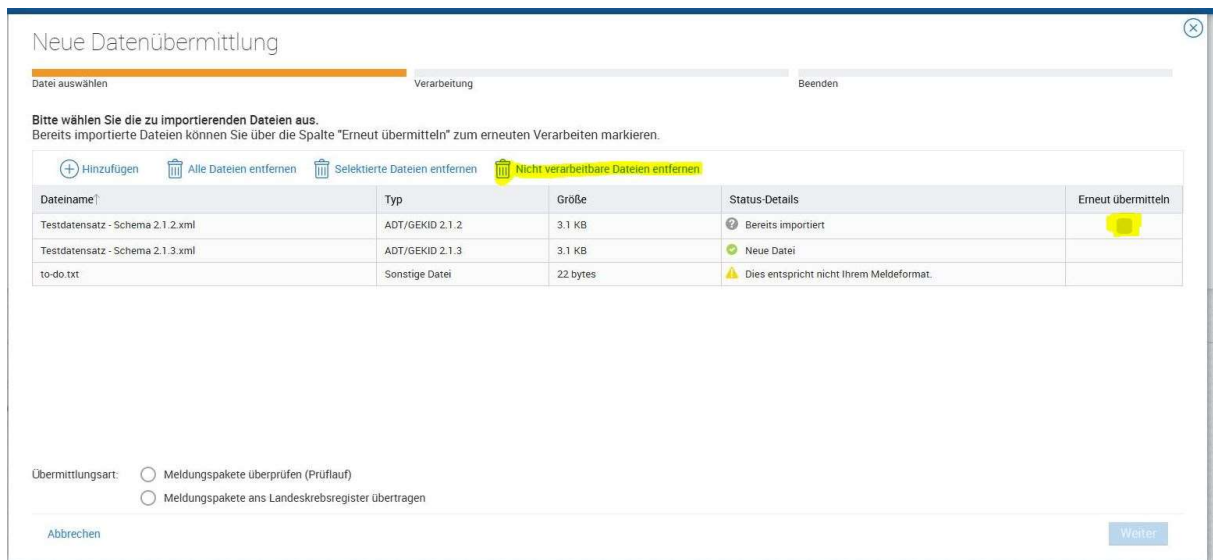 Neue Datenübermittlung
Datei auswählen Verarbeitung Beenden
Bitte wählen Sie die zu importierenden Dateien aus.
Bereits importierte Dateien können Sie über die Spalte "Erneut übermitteln" zum erneuten Verarbeiten markieren.
Hinzufügen Alle Dateien entfernen Selektierte Dateien entfernen Nicht verarbeitbare Dateien entfernen
Dateiname Typ Größe Status-Details Erneut übermitteln
Testdatensatz - Schema 2.1.2.xml ADT/GEKID 2.1.2 3.1 KB Bereits importiert
Testdatensatz - Schema 2.1.3.xml ADT/GEKID 2.1.3 3.1 KB Neue Datei
to-do.txt Sonstige Datei 22 bytes Dies entspricht nicht Ihrem Meldeformat.
Übermittlungsart: Meldungspakete überprüfen (Prüflauf)
Meldungspakete ans Landeskrebsregister übertragen
Abbrechen Weiter